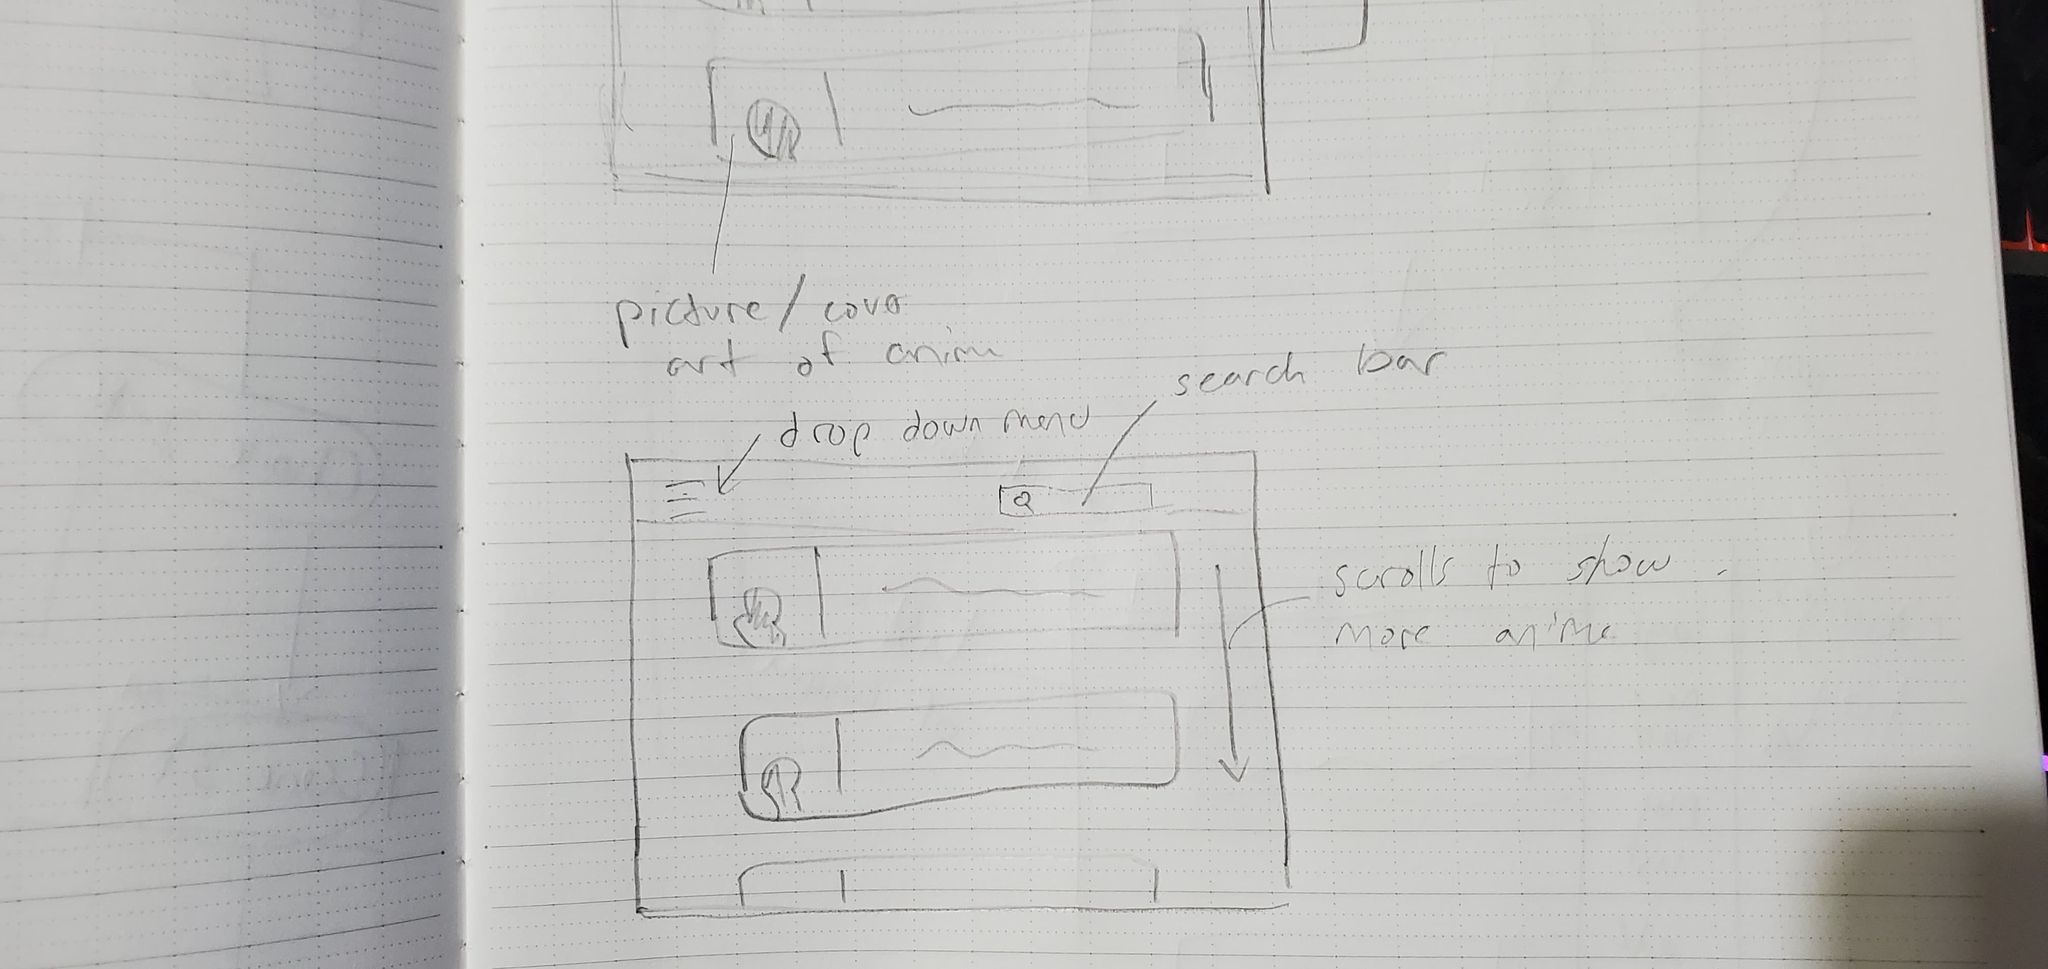 picture / cover
art of anime
search bar
drop down menu
scrolls to show
more anime